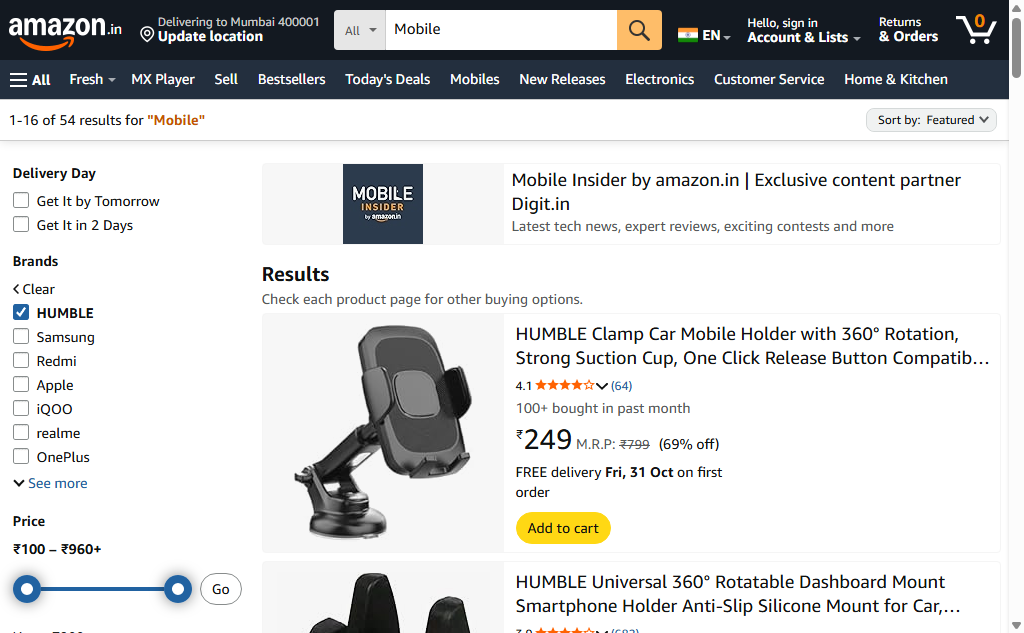 amazon.in
Delivering to Mumbai 400001
Update location
All
Mobile
EN
Hello, sign in
Account & Lists
Returns
& Orders
0
All
Fresh
MX Player
Sell
Bestsellers
Today's Deals
Mobiles
New Releases
Electronics
Customer Service
Home & Kitchen
1-16 of 54 results for "Mobile"
Sort by: Featured
Delivery Day
Get It by Tomorrow
Get It in 2 Days
Brands
Clear
HUMBLE
Samsung
Redmi
Apple
iQOO
realme
OnePlus
See more
Price
₹100 – ₹960+
Go
MOBILE
INSIDER
by amazon.in
Mobile Insider by amazon.in | Exclusive content partner
Digit.in
Latest tech news, expert reviews, exciting contests and more
Results
Check each product page for other buying options.
HUMBLE Clamp Car Mobile Holder with 360° Rotation,
Strong Suction Cup, One Click Release Button Compatib…
4.1 (64)
100+ bought in past month
₹249 M.R.P: ₹799 (69% off)
FREE delivery Fri, 31 Oct on first
order
Add to cart
HUMBLE Universal 360° Rotatable Dashboard Mount
Smartphone Holder Anti-Slip Silicone Mount for Car,…